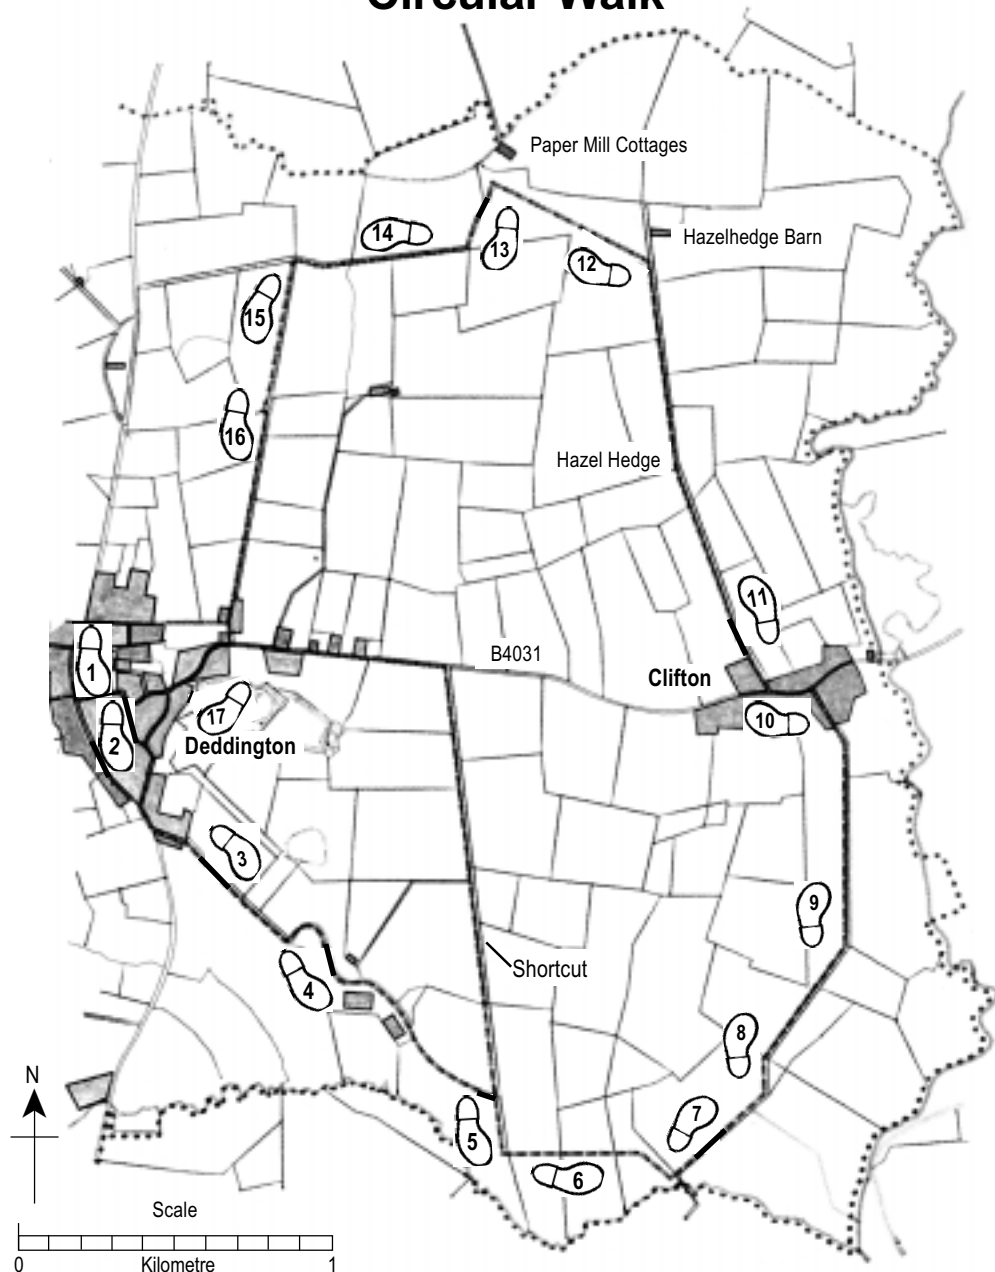 Circular Walk
Paper Mill Cottages
14
13
Hazelhedge Barn
12
15
16
Hazel Hedge
11
1
B4031
Clifton
2
17
10
Deddington
3
9
Shortcut
4
8
N
7
5
6
Scale
0 Kilometre 1